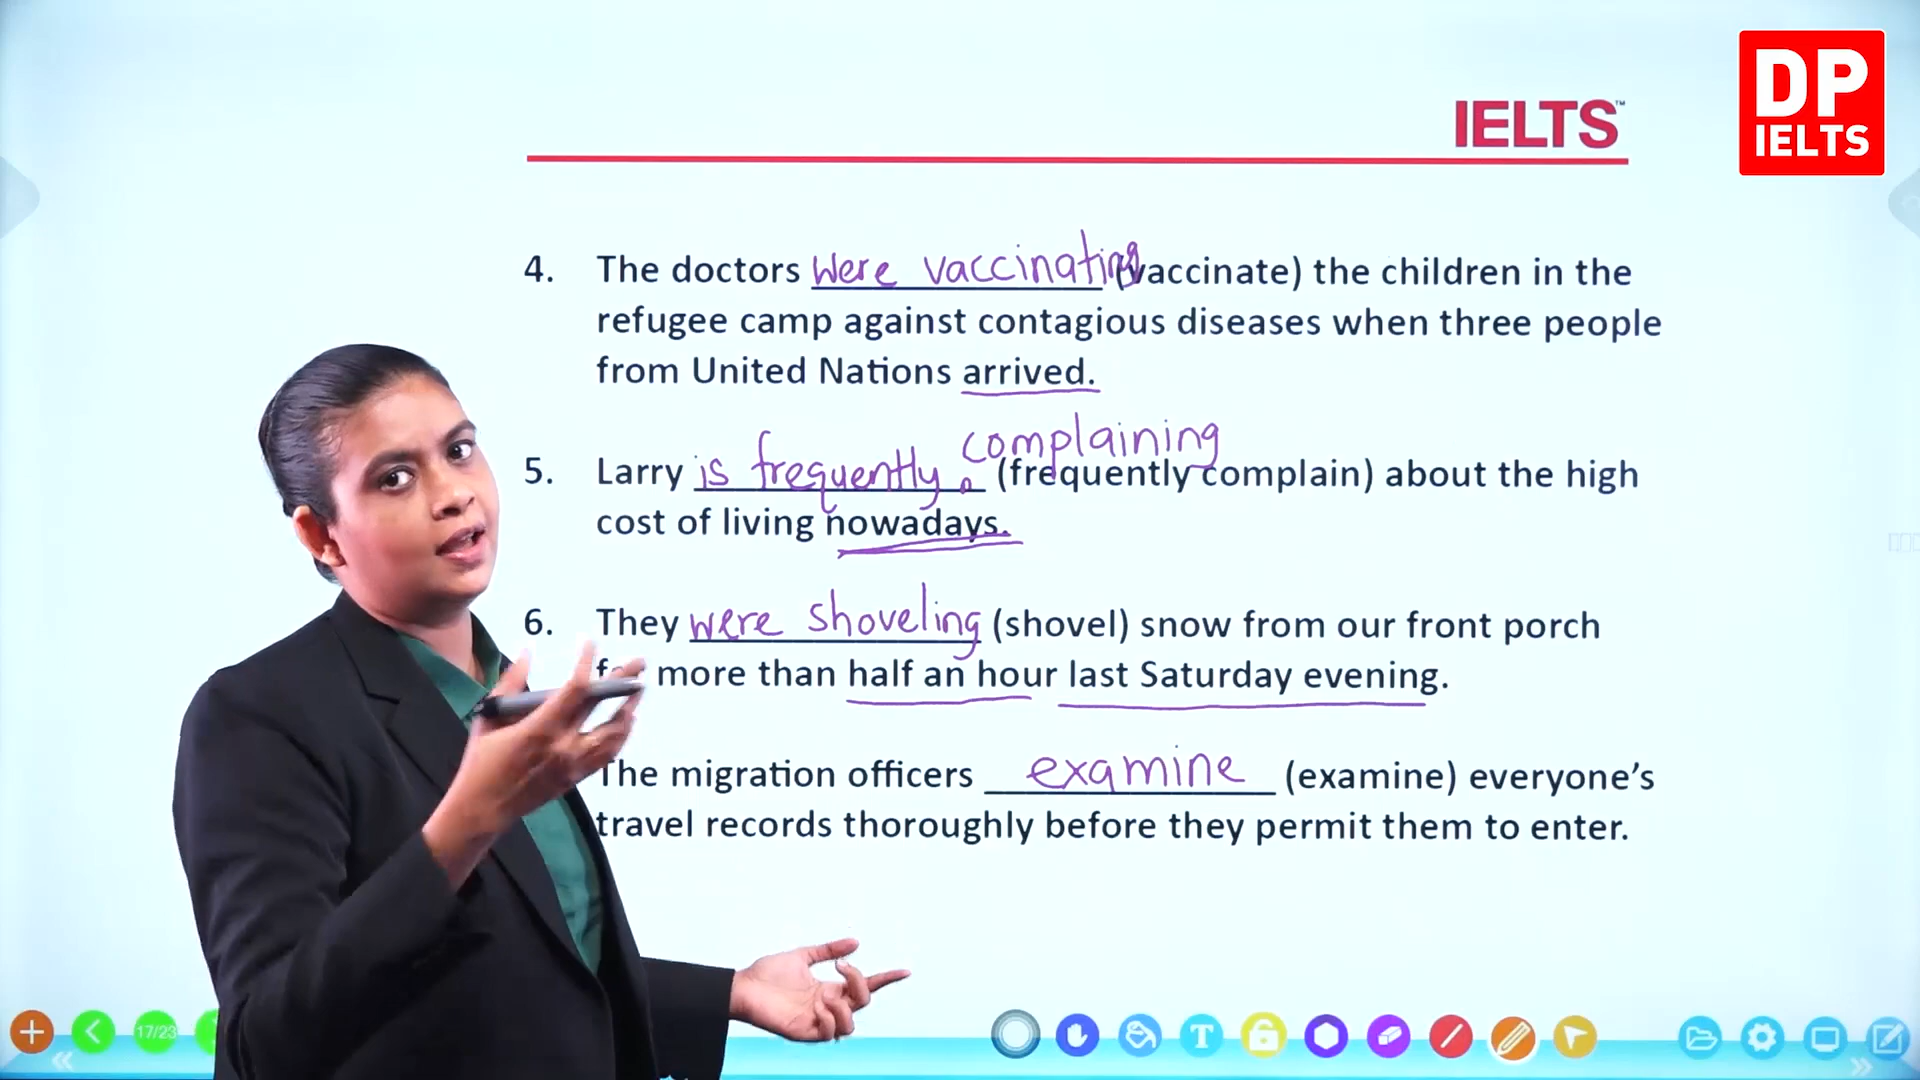 DP
IELTS
IELTS™
4. The doctors were vaccinating (vaccinate) the children in the
refugee camp against contagious diseases when three people
from United Nations arrived.
complaining
5. Larry is frequently (frequently complain) about the high
cost of living nowadays.
6. They were shoveling (shovel) snow from our front porch
more than half an hour last Saturday evening.
The migration officers examine (examine) everyone's
travel records thoroughly before they permit them to enter.
17/23
T